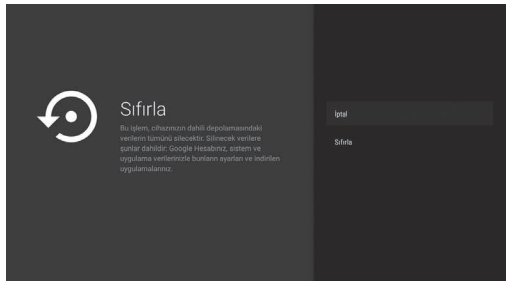 Sıfırla
Bu işlem, cihazınızın dahili depolamasındaki
verilerin tümünü silecektir. Silinecek verilere
şunlar dahildir: Google Hesabınız, sistem ve
uygulama verilerinizle bunların ayarları ve indirilen
uygulamalarınız.
İptal
Sıfırla